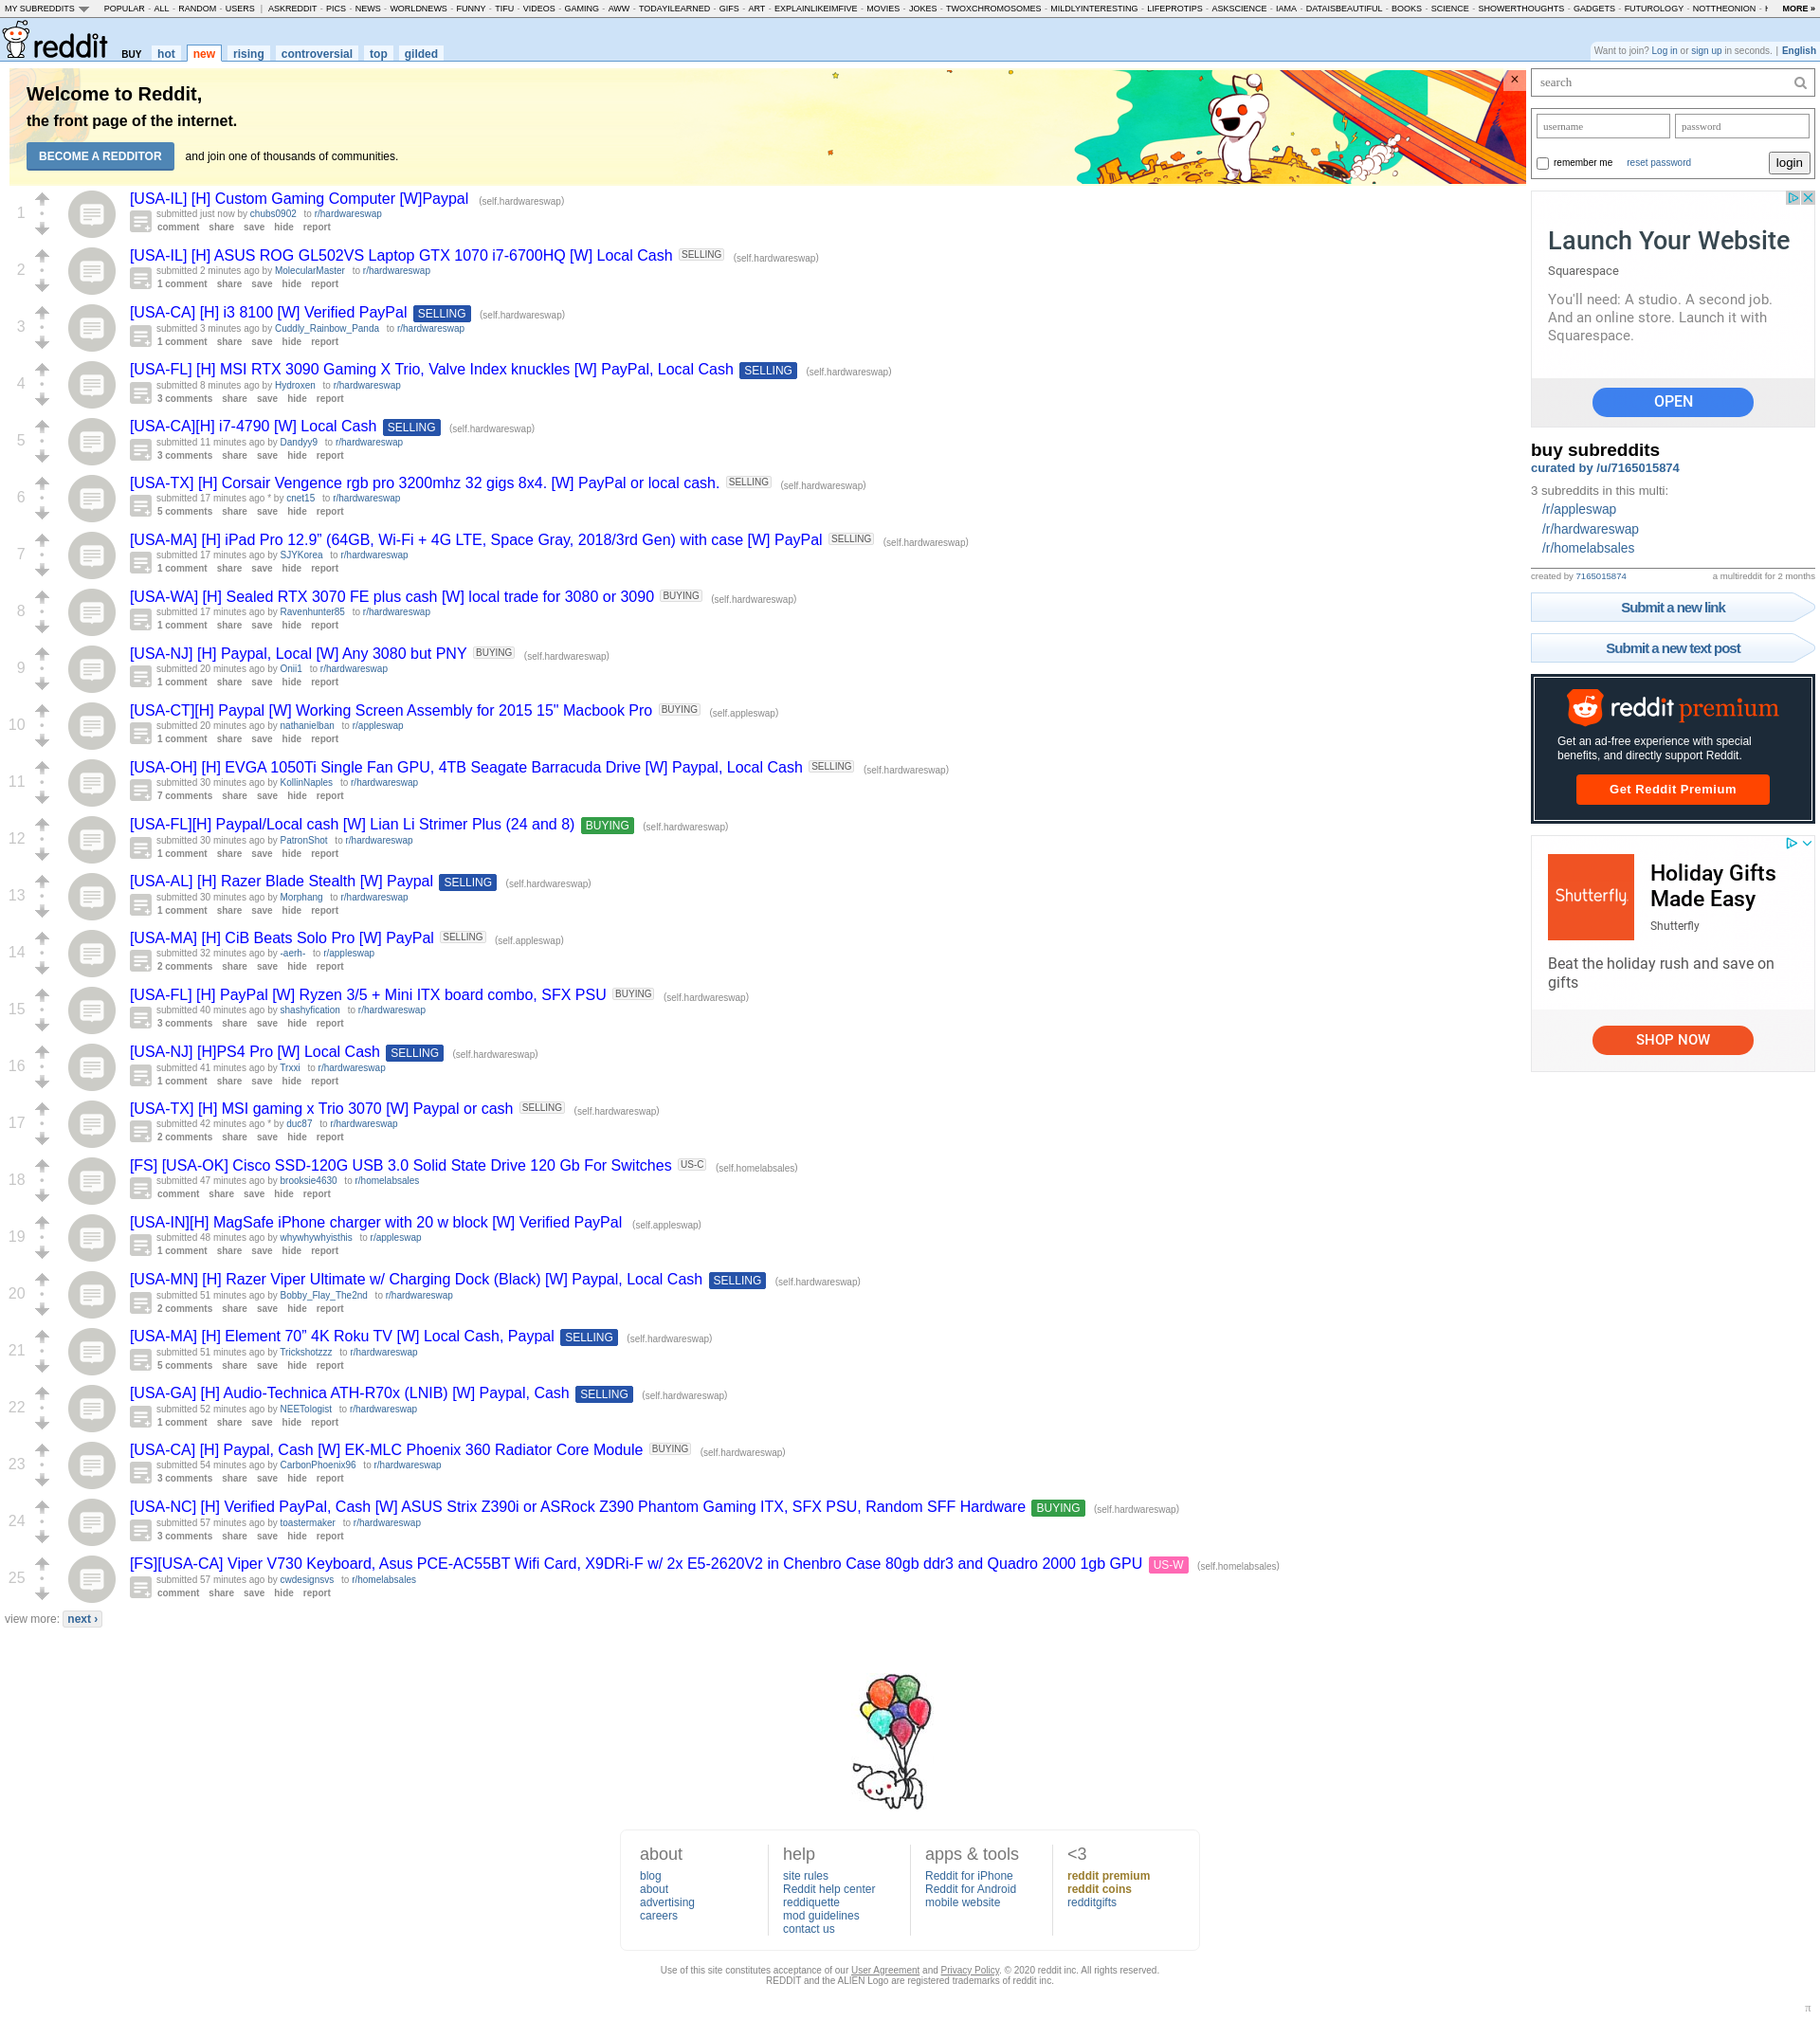 MY SUBREDDITS POPULAR - ALL - RANDOM - USERS | ASKREDDIT - PICS - NEWS - WORLDNEWS - FUNNY - TIFU - VIDEOS - GAMING - AWW - TODAYILEARNED - GIFS - ART - EXPLAINLIKEIMFIVE - MOVIES - JOKES - TWOXCHROMOSOMES - MILDLYINTERESTING - LIFEPROTIPS - ASKSCIENCE - IAMA - DATAISBEAUTIFUL - BOOKS - SCIENCE - SHOWERTHOUGHTS - GADGETS - FUTUROLOGY - NOTTHEONION - MORE »
reddit BUY hot new rising controversial top gilded
Want to join? Log in or sign up in seconds. | English
Welcome to Reddit,
the front page of the internet.
BECOME A REDDITOR and join one of thousands of communities.
×
1
[USA-IL] [H] Custom Gaming Computer [W]Paypal (self.hardwareswap)
submitted just now by chubs0902 to r/hardwareswap
comment share save hide report
2
[USA-IL] [H] ASUS ROG GL502VS Laptop GTX 1070 i7-6700HQ [W] Local Cash SELLING (self.hardwareswap)
submitted 2 minutes ago by MolecularMaster to r/hardwareswap
1 comment share save hide report
3
[USA-CA] [H] i3 8100 [W] Verified PayPal SELLING (self.hardwareswap)
submitted 3 minutes ago by Cuddly_Rainbow_Panda to r/hardwareswap
1 comment share save hide report
4
[USA-FL] [H] MSI RTX 3090 Gaming X Trio, Valve Index knuckles [W] PayPal, Local Cash SELLING (self.hardwareswap)
submitted 8 minutes ago by Hydroxen to r/hardwareswap
3 comments share save hide report
5
[USA-CA][H] i7-4790 [W] Local Cash SELLING (self.hardwareswap)
submitted 11 minutes ago by Dandyy9 to r/hardwareswap
3 comments share save hide report
6
[USA-TX] [H] Corsair Vengence rgb pro 3200mhz 32 gigs 8x4. [W] PayPal or local cash. SELLING (self.hardwareswap)
submitted 17 minutes ago * by cnet15 to r/hardwareswap
5 comments share save hide report
7
[USA-MA] [H] iPad Pro 12.9” (64GB, Wi-Fi + 4G LTE, Space Gray, 2018/3rd Gen) with case [W] PayPal SELLING (self.hardwareswap)
submitted 17 minutes ago by SJYKorea to r/hardwareswap
1 comment share save hide report
8
[USA-WA] [H] Sealed RTX 3070 FE plus cash [W] local trade for 3080 or 3090 BUYING (self.hardwareswap)
submitted 17 minutes ago by Ravenhunter85 to r/hardwareswap
1 comment share save hide report
9
[USA-NJ] [H] Paypal, Local [W] Any 3080 but PNY BUYING (self.hardwareswap)
submitted 20 minutes ago by Onii1 to r/hardwareswap
1 comment share save hide report
10
[USA-CT][H] Paypal [W] Working Screen Assembly for 2015 15" Macbook Pro BUYING (self.appleswap)
submitted 20 minutes ago by nathanielban to r/appleswap
1 comment share save hide report
11
[USA-OH] [H] EVGA 1050Ti Single Fan GPU, 4TB Seagate Barracuda Drive [W] Paypal, Local Cash SELLING (self.hardwareswap)
submitted 30 minutes ago by KollinNaples to r/hardwareswap
7 comments share save hide report
12
[USA-FL][H] Paypal/Local cash [W] Lian Li Strimer Plus (24 and 8) BUYING (self.hardwareswap)
submitted 30 minutes ago by PatronShot to r/hardwareswap
1 comment share save hide report
13
[USA-AL] [H] Razer Blade Stealth [W] Paypal SELLING (self.hardwareswap)
submitted 30 minutes ago by Morphang to r/hardwareswap
1 comment share save hide report
14
[USA-MA] [H] CiB Beats Solo Pro [W] PayPal SELLING (self.appleswap)
submitted 32 minutes ago by -aerh- to r/appleswap
2 comments share save hide report
15
[USA-FL] [H] PayPal [W] Ryzen 3/5 + Mini ITX board combo, SFX PSU BUYING (self.hardwareswap)
submitted 40 minutes ago by shashyfication to r/hardwareswap
3 comments share save hide report
16
[USA-NJ] [H]PS4 Pro [W] Local Cash SELLING (self.hardwareswap)
submitted 41 minutes ago by Trxxi to r/hardwareswap
1 comment share save hide report
17
[USA-TX] [H] MSI gaming x Trio 3070 [W] Paypal or cash SELLING (self.hardwareswap)
submitted 42 minutes ago * by duc87 to r/hardwareswap
2 comments share save hide report
18
[FS] [USA-OK] Cisco SSD-120G USB 3.0 Solid State Drive 120 Gb For Switches US-C (self.homelabsales)
submitted 47 minutes ago by brooksie4630 to r/homelabsales
comment share save hide report
19
[USA-IN][H] MagSafe iPhone charger with 20 w block [W] Verified PayPal (self.appleswap)
submitted 48 minutes ago by whywhywhyisthis to r/appleswap
1 comment share save hide report
20
[USA-MN] [H] Razer Viper Ultimate w/ Charging Dock (Black) [W] Paypal, Local Cash SELLING (self.hardwareswap)
submitted 51 minutes ago by Bobby_Flay_The2nd to r/hardwareswap
2 comments share save hide report
21
[USA-MA] [H] Element 70” 4K Roku TV [W] Local Cash, Paypal SELLING (self.hardwareswap)
submitted 51 minutes ago by Trickshotzzz to r/hardwareswap
5 comments share save hide report
22
[USA-GA] [H] Audio-Technica ATH-R70x (LNIB) [W] Paypal, Cash SELLING (self.hardwareswap)
submitted 52 minutes ago by NEETologist to r/hardwareswap
1 comment share save hide report
23
[USA-CA] [H] Paypal, Cash [W] EK-MLC Phoenix 360 Radiator Core Module BUYING (self.hardwareswap)
submitted 54 minutes ago by CarbonPhoenix96 to r/hardwareswap
3 comments share save hide report
24
[USA-NC] [H] Verified PayPal, Cash [W] ASUS Strix Z390i or ASRock Z390 Phantom Gaming ITX, SFX PSU, Random SFF Hardware BUYING (self.hardwareswap)
submitted 57 minutes ago by toastermaker to r/hardwareswap
3 comments share save hide report
25
[FS][USA-CA] Viper V730 Keyboard, Asus PCE-AC55BT Wifi Card, X9DRi-F w/ 2x E5-2620V2 in Chenbro Case 80gb ddr3 and Quadro 2000 1gb GPU US-W (self.homelabsales)
submitted 57 minutes ago by cwdesignsvs to r/homelabsales
comment share save hide report
view more: next ›
search
username password
remember me reset password login
Launch Your Website
Squarespace
You'll need: A studio. A second job.
And an online store. Launch it with
Squarespace.
OPEN
buy subreddits
curated by /u/7165015874
3 subreddits in this multi:
/r/appleswap
/r/hardwareswap
/r/homelabsales
created by 7165015874 a multireddit for 2 months
Submit a new link
Submit a new text post
reddit premium
Get an ad-free experience with special
benefits, and directly support Reddit.
Get Reddit Premium
Shutterfly.
Holiday Gifts
Made Easy
Shutterfly
Beat the holiday rush and save on
gifts
SHOP NOW
about
blog
about
advertising
careers
help
site rules
Reddit help center
reddiquette
mod guidelines
contact us
apps & tools
Reddit for iPhone
Reddit for Android
mobile website
<3
reddit premium
reddit coins
redditgifts
Use of this site constitutes acceptance of our User Agreement and Privacy Policy. © 2020 reddit inc. All rights reserved.
REDDIT and the ALIEN Logo are registered trademarks of reddit inc.
π